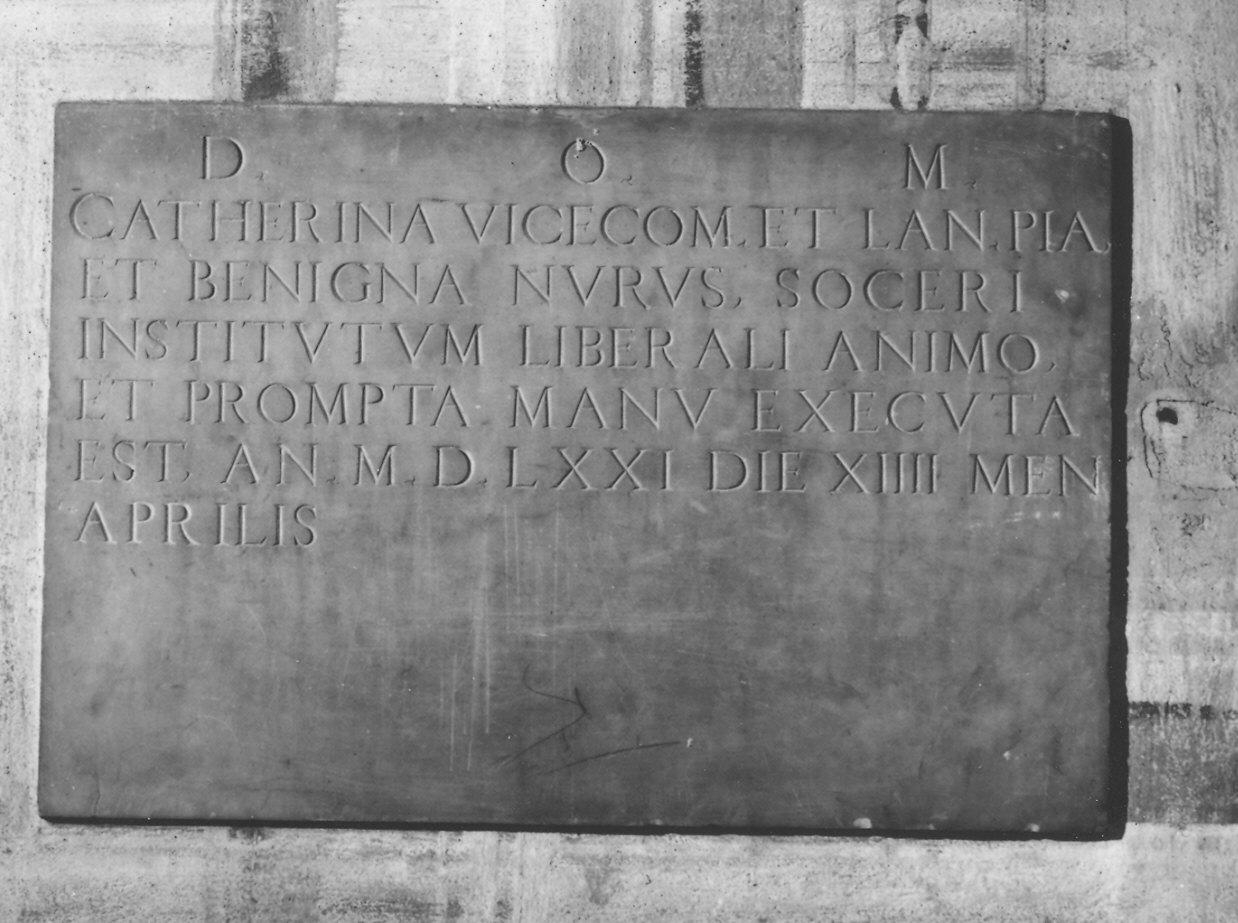 D. O. M.
CATHERINA VICECOM. ET LAN. PIA,
ET BENIGNA NVRVS, SOCERI
INSTITVTVM LIBERALI ANIMO,
ET PROMPTA MANV EXECVTA
EST, AN. M. D. LXXI DIE XIIII MEN
APRILIS